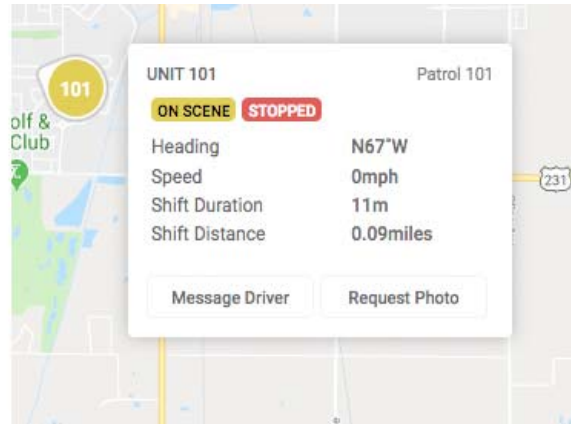 101
olf &
Club
UNIT 101 Patrol 101
ON SCENE STOPPED
Heading N67°W
Speed 0mph
Shift Duration 11m
Shift Distance 0.09miles
Message Driver Request Photo
231